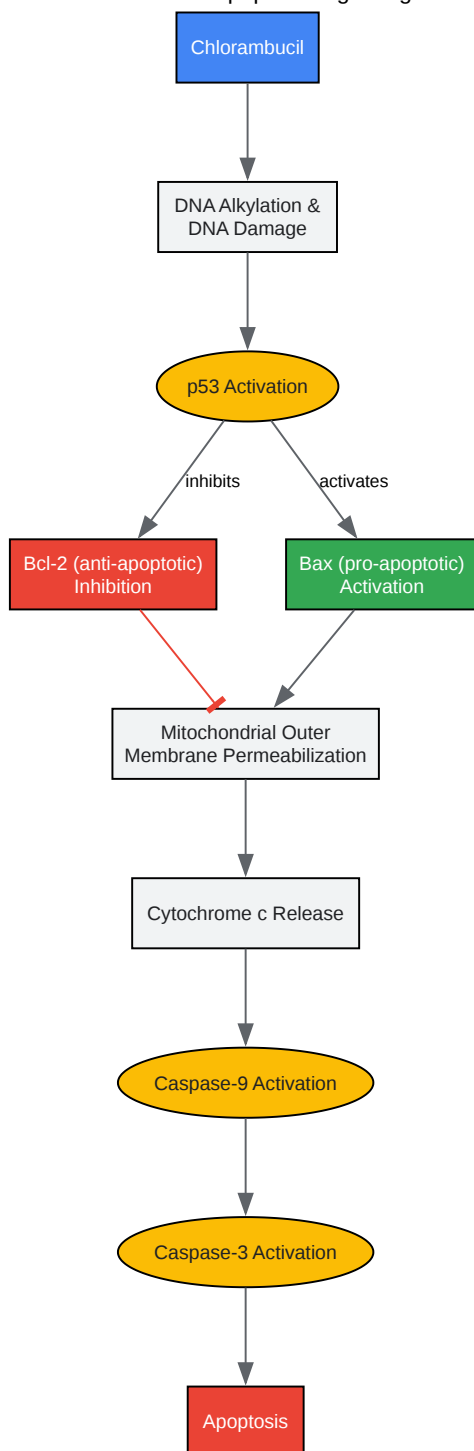 Chlorambucil
DNA Alkylation &
DNA Damage
p53 Activation
inhibits
activates
Bcl-2 (anti-apoptotic)
Inhibition
Bax (pro-apoptotic)
Activation
Mitochondrial Outer
Membrane Permeabilization
Cytochrome c Release
Caspase-9 Activation
Caspase-3 Activation
Apoptosis